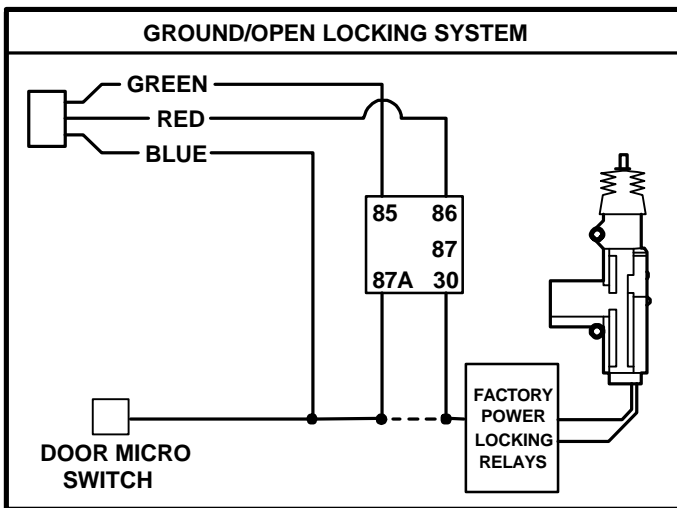 GROUND/OPEN LOCKING SYSTEM
GREEN
RED
BLUE
85 86
87
87A 30
FACTORY
POWER
LOCKING
RELAYS
DOOR MICRO
SWITCH